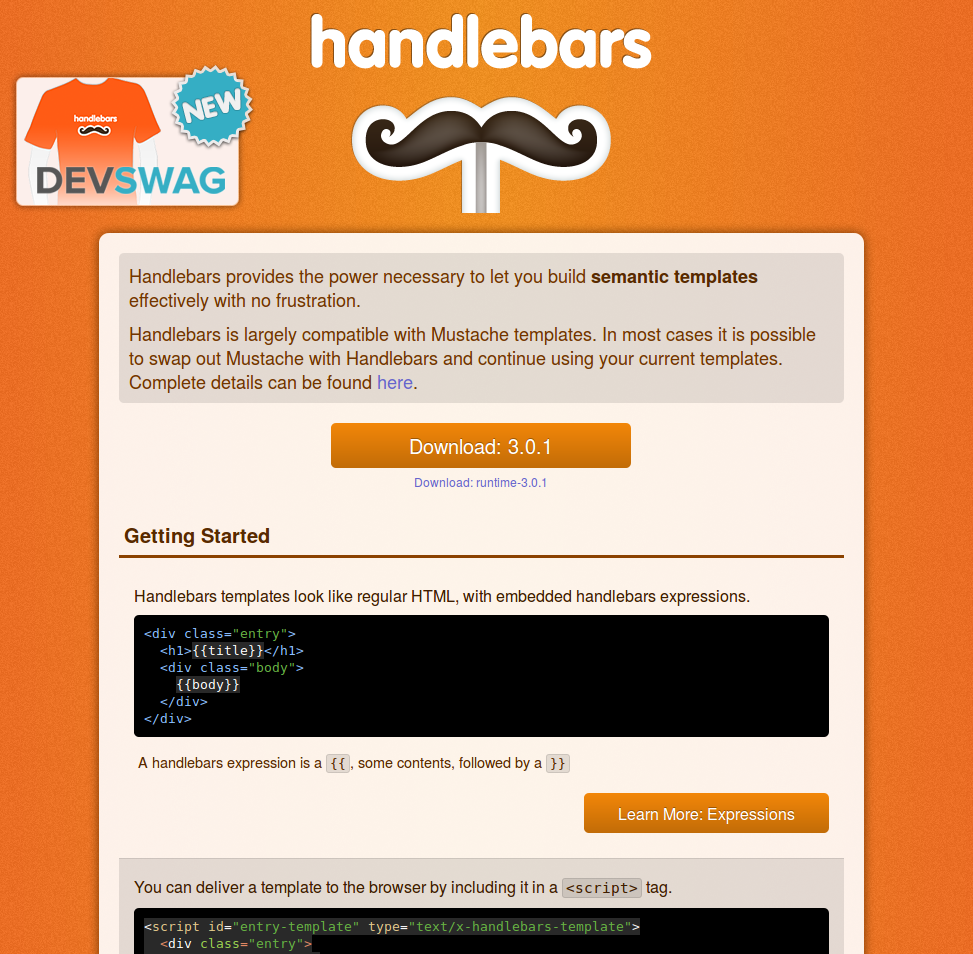 handlebars
handlebars
NEW
DEVSWAG
Handlebars provides the power necessary to let you build semantic templates
effectively with no frustration.
Handlebars is largely compatible with Mustache templates. In most cases it is possible
to swap out Mustache with Handlebars and continue using your current templates.
Complete details can be found here.
Download: 3.0.1
Download: runtime-3.0.1
Getting Started
Handlebars templates look like regular HTML, with embedded handlebars expressions.
<div class="entry">
  <h1>{{title}}</h1>
  <div class="body">
    {{body}}
  </div>
</div>
A handlebars expression is a {{, some contents, followed by a }}
Learn More: Expressions
You can deliver a template to the browser by including it in a <script> tag.
<script id="entry-template" type="text/x-handlebars-template">
  <div class="entry">